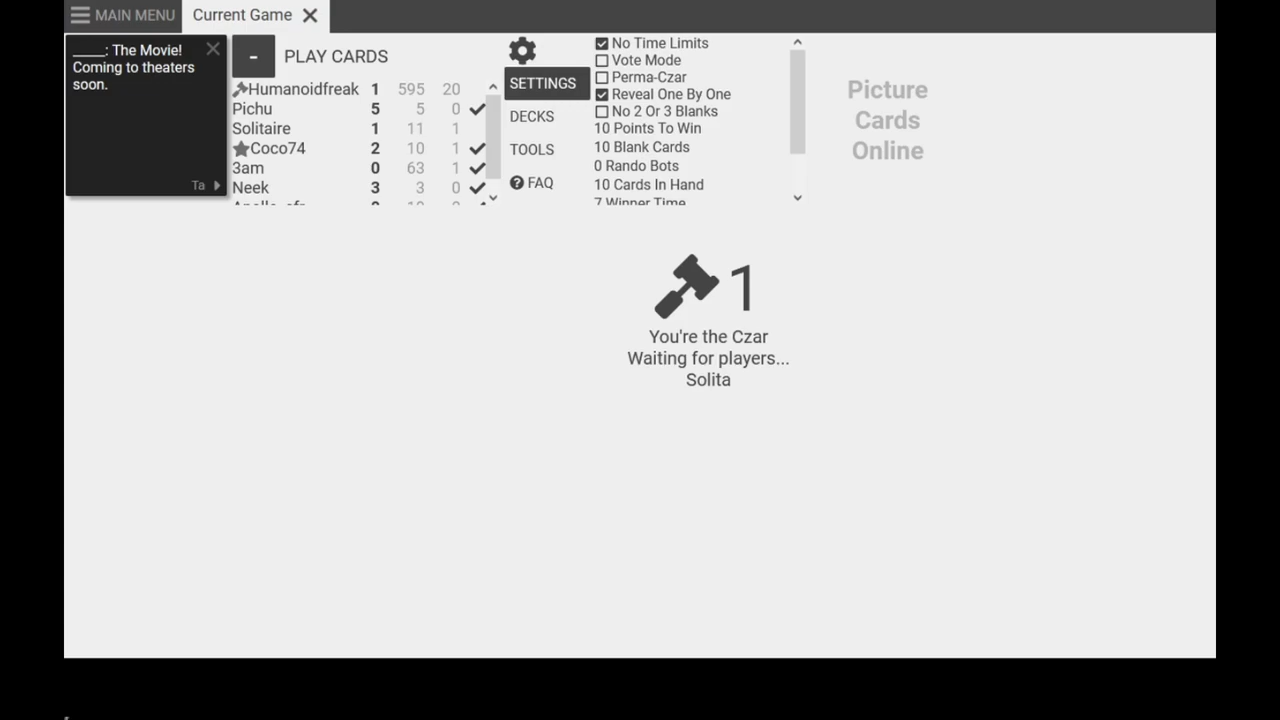 MAIN MENU
Current Game
____: The Movie!
Coming to theaters
soon.
Ta
-
PLAY CARDS
Humanoidfreak 1 595 20
Pichu 5 5 0
Solitaire 1 11 1
Coco74 2 10 1
3am 0 63 1
Neek 3 3 0
SETTINGS
DECKS
TOOLS
FAQ
No Time Limits
Vote Mode
Perma-Czar
Reveal One By One
No 2 Or 3 Blanks
10 Points To Win
10 Blank Cards
0 Rando Bots
10 Cards In Hand
7 Winner Time
Picture
Cards
Online
1
You're the Czar
Waiting for players...
Solita